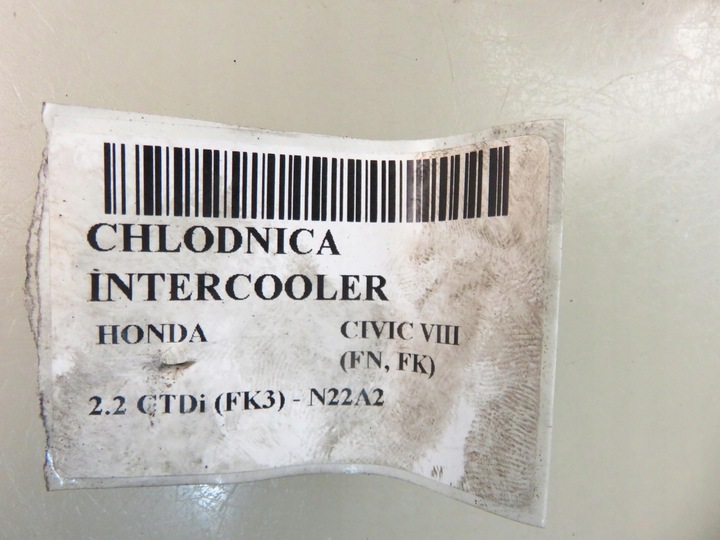 CHLODNICA
INTERCOOLER
HONDA CIVIC VIII
(FN, FK)
2.2 CTDi (FK3) - N22A2